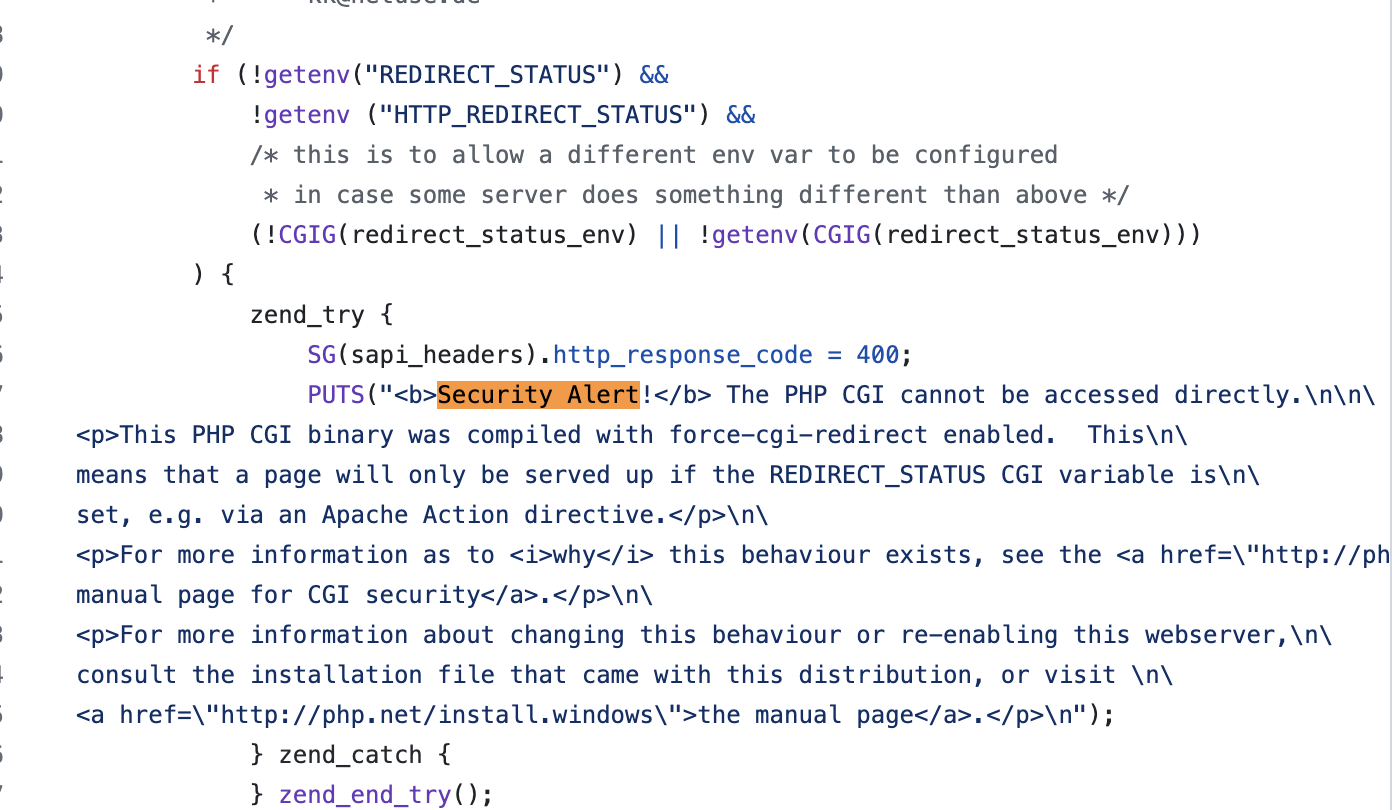 */
if (!getenv("REDIRECT_STATUS") &&
!getenv ("HTTP_REDIRECT_STATUS") &&
/* this is to allow a different env var to be configured
* in case some server does something different than above */
(!CGIG(redirect_status_env) || !getenv(CGIG(redirect_status_env)))
) {
zend_try {
SG(sapi_headers).http_response_code = 400;
PUTS("<b>Security Alert!</b> The PHP CGI cannot be accessed directly.\n\n\
<p>This PHP CGI binary was compiled with force-cgi-redirect enabled.  This\n\
means that a page will only be served up if the REDIRECT_STATUS CGI variable is\n\
set, e.g. via an Apache Action directive.</p>\n\
<p>For more information as to <i>why</i> this behaviour exists, see the <a href=\"http://ph
manual page for CGI security</a>.</p>\n\
<p>For more information about changing this behaviour or re-enabling this webserver,\n\
consult the installation file that came with this distribution, or visit \n\
<a href=\"http://php.net/install.windows\">the manual page</a>.</p>\n");
} zend_catch {
} zend_end_try();